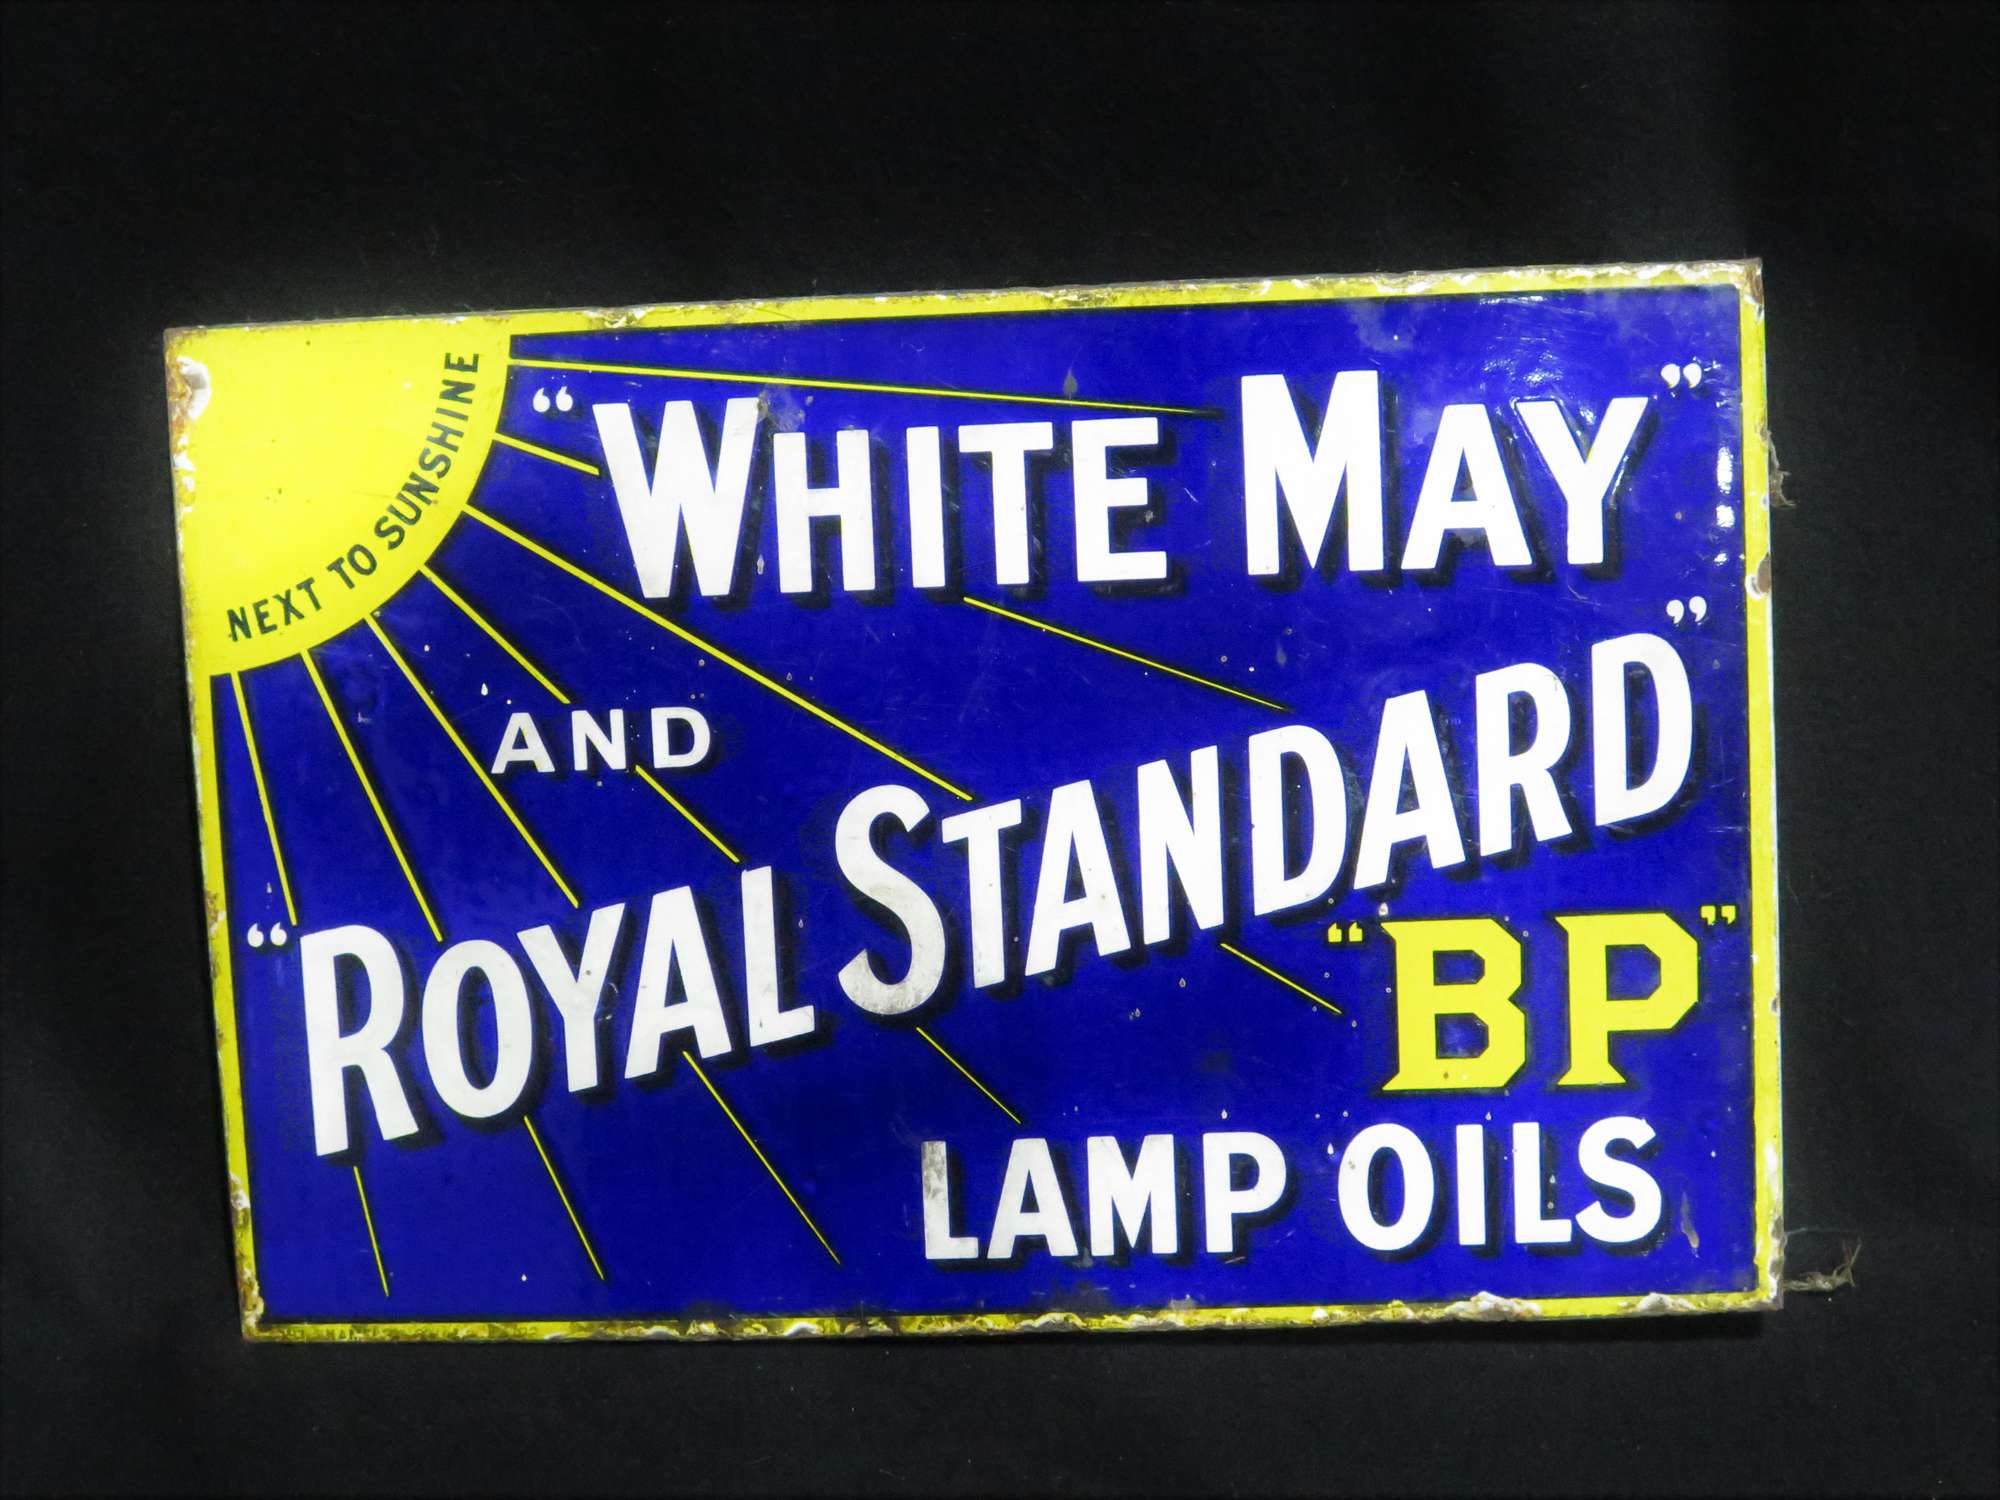 NEXT TO SUNSHINE
“WHITE MAY”
AND
“ROYAL STANDARD”
“BP”
LAMP OILS